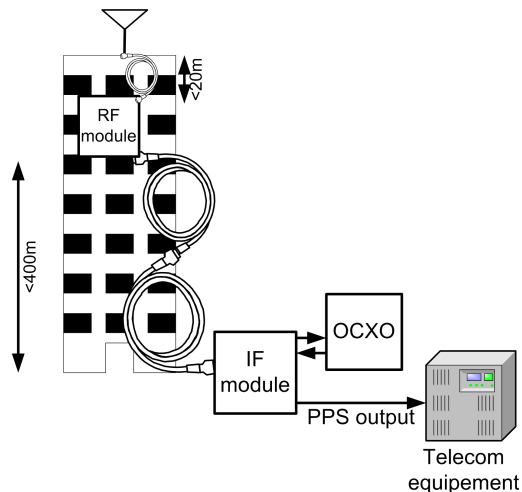 <20m
RF
module
<400m
OCXO
IF
module
PPS output
Telecom
equipement